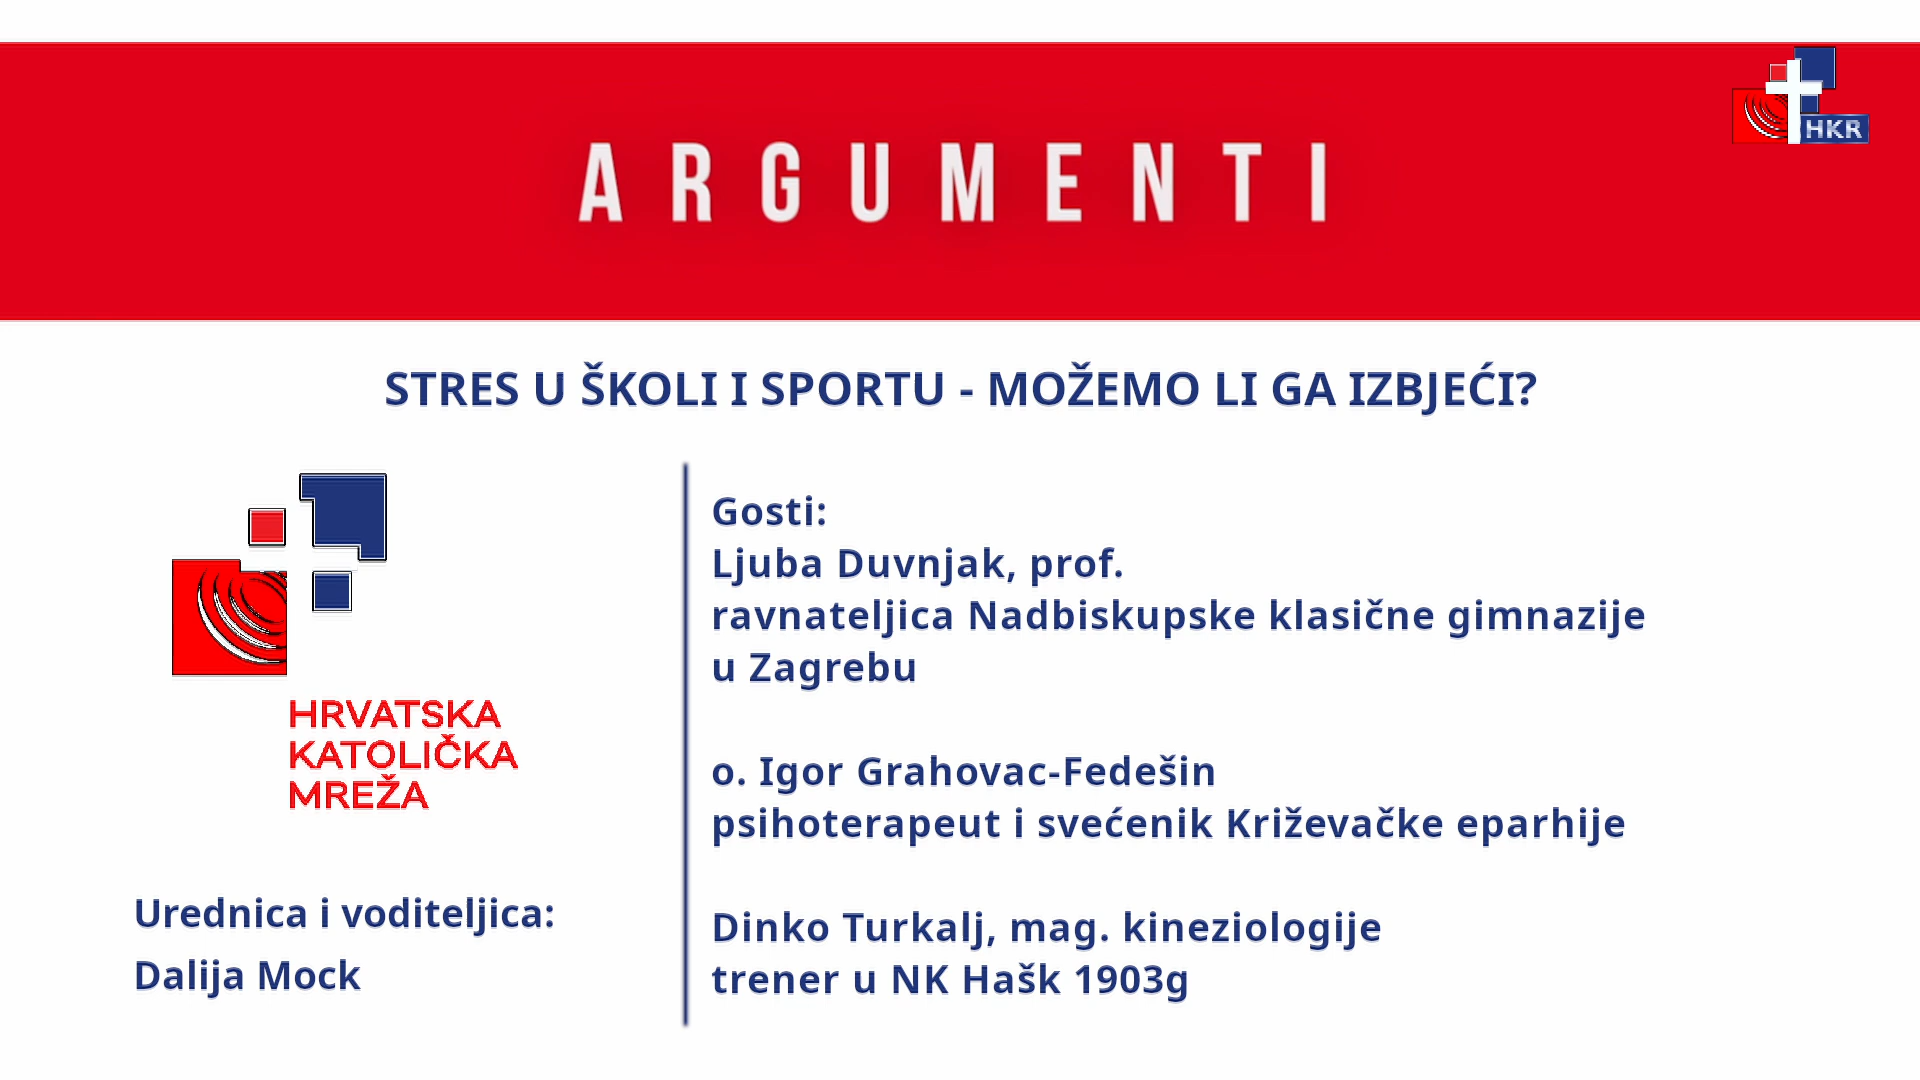 ARGUMENTI
HKR
STRES U ŠKOLI I SPORTU - MOŽEMO LI GA IZBJEĆI?
HRVATSKA
KATOLIČKA
MREŽA
Urednica i voditeljica:
Dalija Mock
Gosti:
Ljuba Duvnjak, prof.
ravnateljica Nadbiskupske klasične gimnazije
u Zagrebu
o. Igor Grahovac-Fedešin
psihoterapeut i svećenik Križevačke eparhije
Dinko Turkalj, mag. kineziologije
trener u NK Hašk 1903g